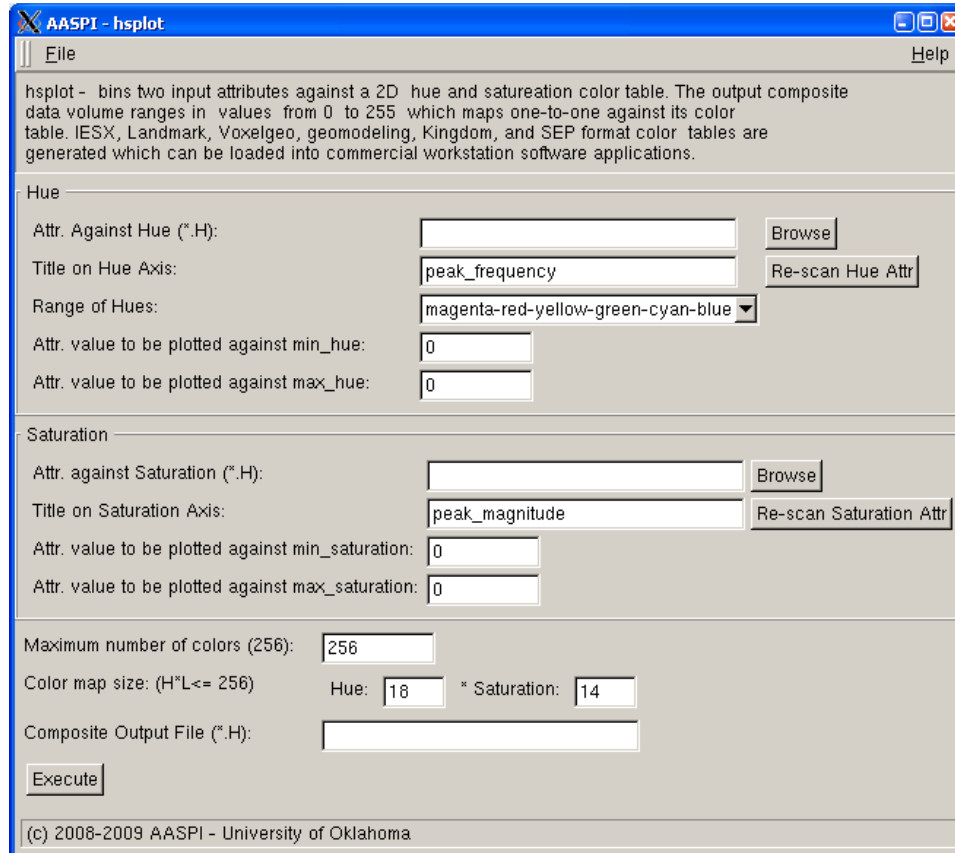 AASPI - hsplot
File Help
hsplot - bins two input attributes against a 2D hue and satureation color table. The output composite
data volume ranges in values from 0 to 255 which maps one-to-one against its color
table. IESX, Landmark, Voxelgeo, geomodeling, Kingdom, and SEP format color tables are
generated which can be loaded into commercial workstation software applications.
Hue
Attr. Against Hue (*.H): Browse
Title on Hue Axis: peak_frequency Re-scan Hue Attr
Range of Hues: magenta-red-yellow-green-cyan-blue
Attr. value to be plotted against min_hue: 0
Attr. value to be plotted against max_hue: 0
Saturation
Attr. against Saturation (*.H): Browse
Title on Saturation Axis: peak_magnitude Re-scan Saturation Attr
Attr. value to be plotted against min_saturation: 0
Attr. value to be plotted against max_saturation: 0
Maximum number of colors (256): 256
Color map size: (H*L<= 256) Hue: 18 * Saturation: 14
Composite Output File (*.H):
Execute
(c) 2008-2009 AASPI - University of Oklahoma